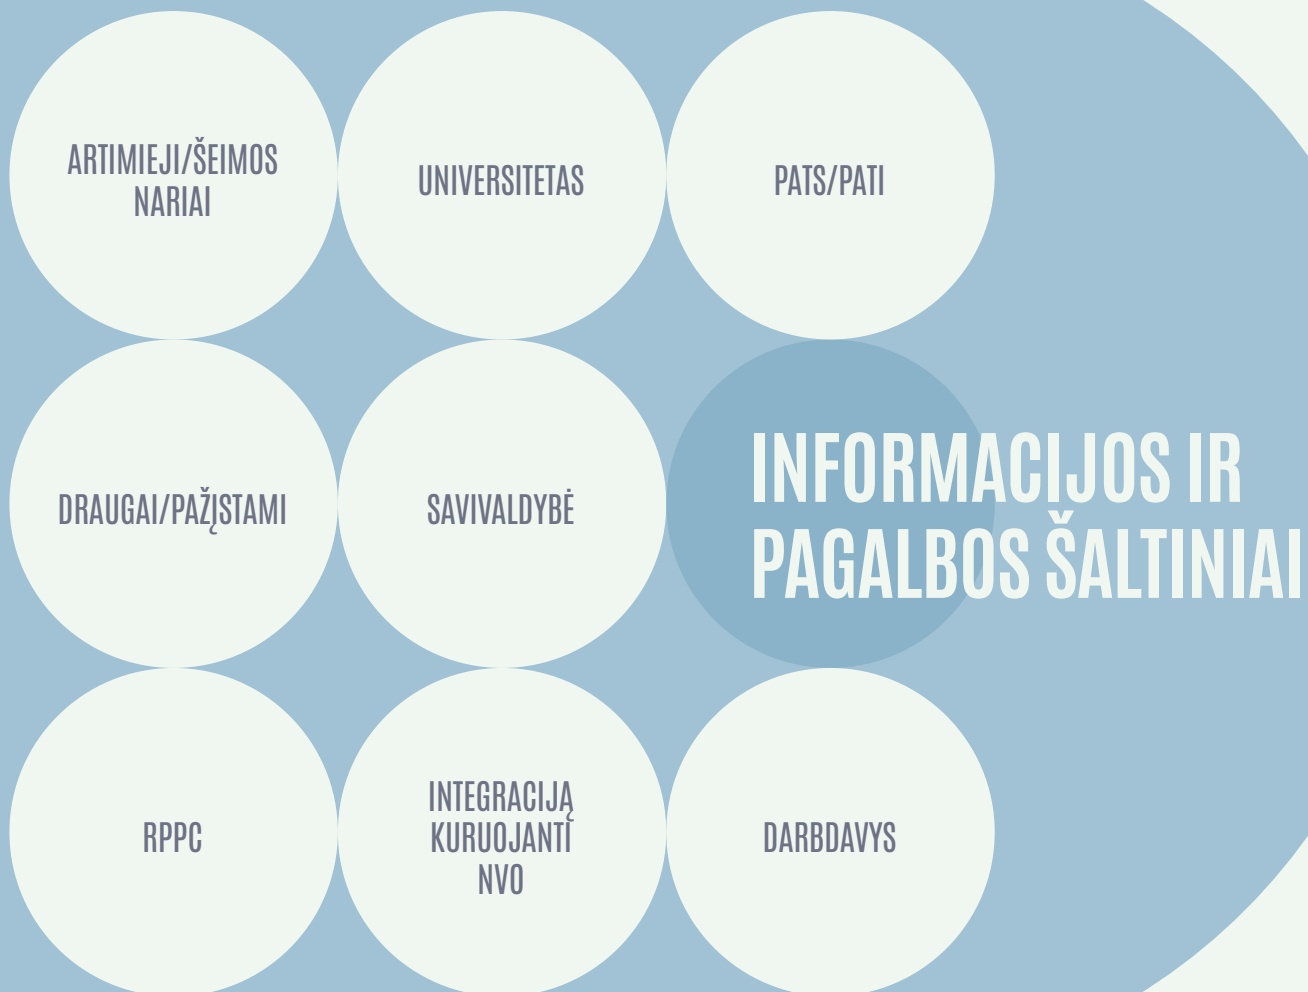 ARTIMIEJI/ŠEIMOS
NARIAI
UNIVERSITETAS
PATS/PATI
DRAUGAI/PAŽĮSTAMI
SAVIVALDYBĖ
INFORMACIJOS IR
PAGALBOS ŠALTINIAI
RPPC
INTEGRACIJĄ
KURUOJANTI
NVO
DARBDAVYS